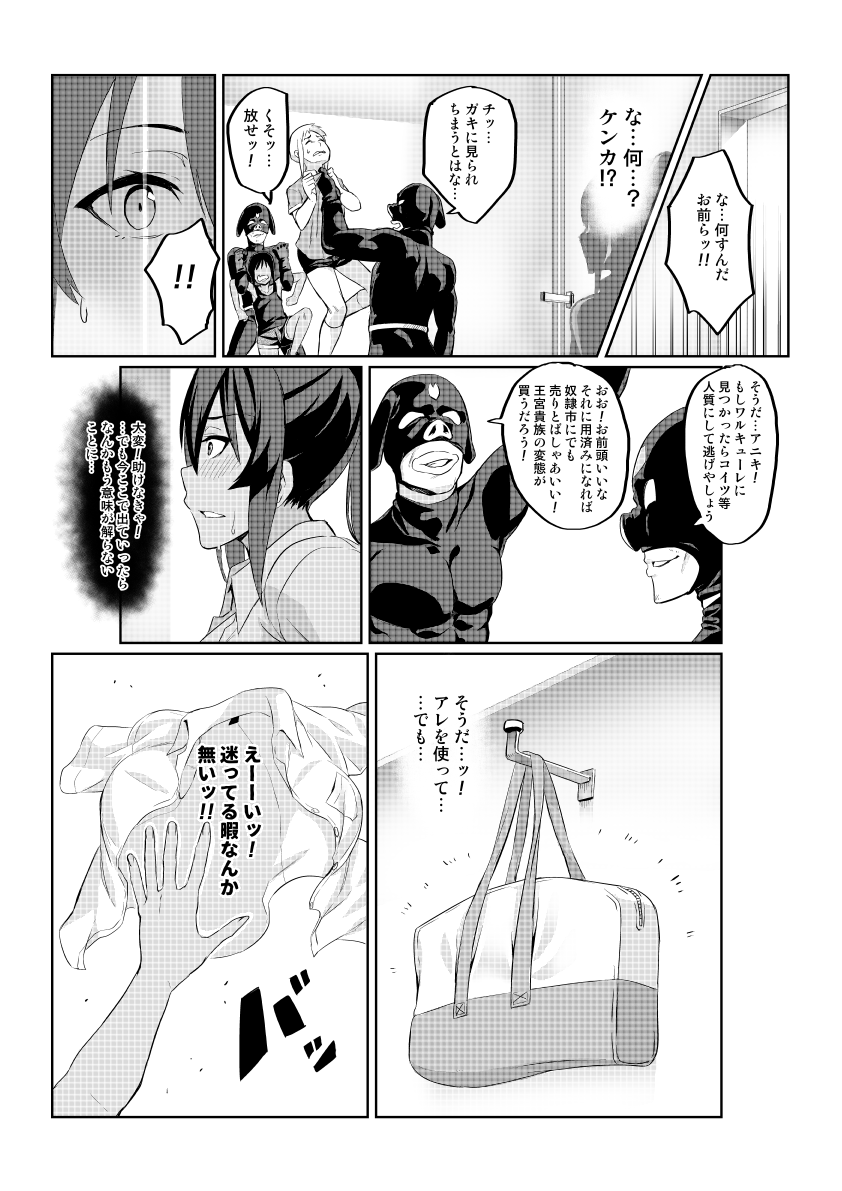 な…何すんだ
お前らッ!!
な…何…?
ケンカ!?
チッ…
ガキに見られ
ちまうとはな…
くそッ…
放せッ!
!!
そうだ…アニキ!
もしワルキューレに
見つかったらコイツ等
人質にして逃げやしょう
おお!お前頭いいな
それに用済みになれば
奴隷市にでも
売りとばしゃあいい!
王宮貴族の変態が
買うだろう!
大変!助けなきゃ!
…でも今ここで出ていったら
なんかもう意味が解らない
ことに…
そうだ…ッ!
アレを使って…
…でも…
えーーいッ!
迷ってる暇なんか
無いッ!!
バッ